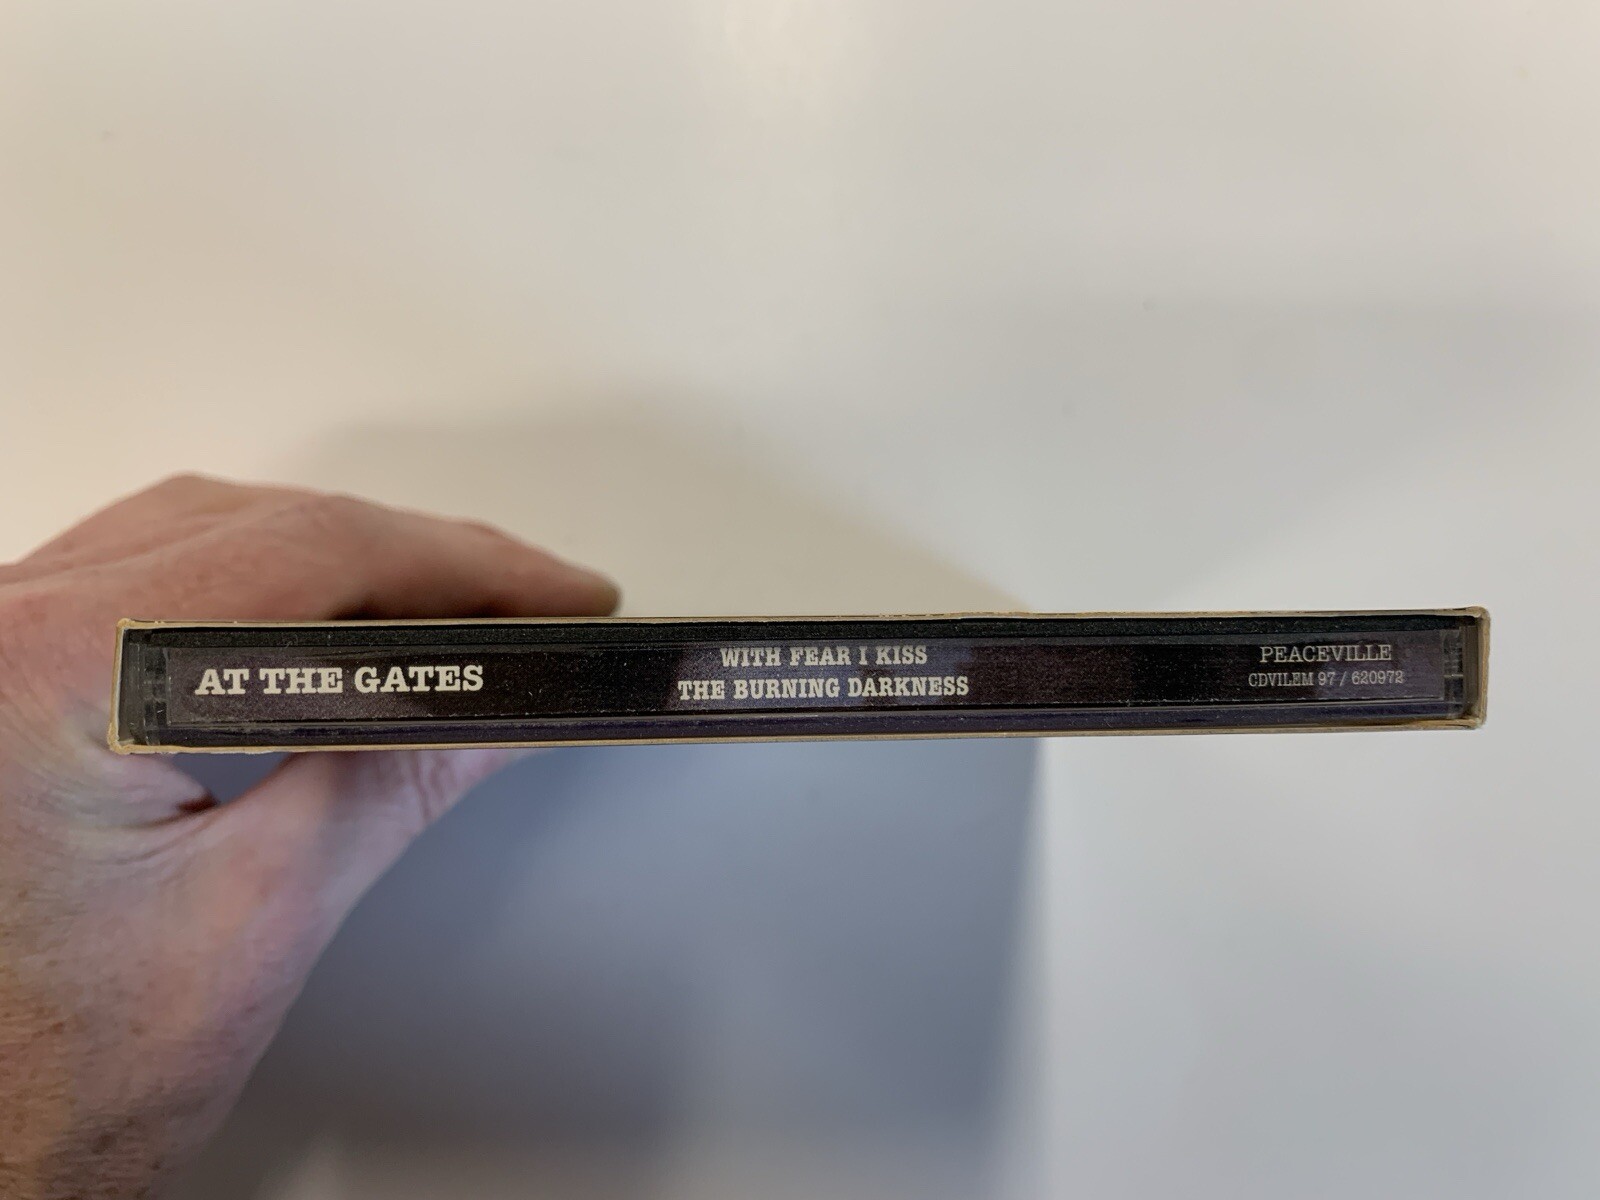 AT THE GATES
WITH FEAR I KISS
THE BURNING DARKNESS
PEACEVILLE
CDVILEM 97 / 620972